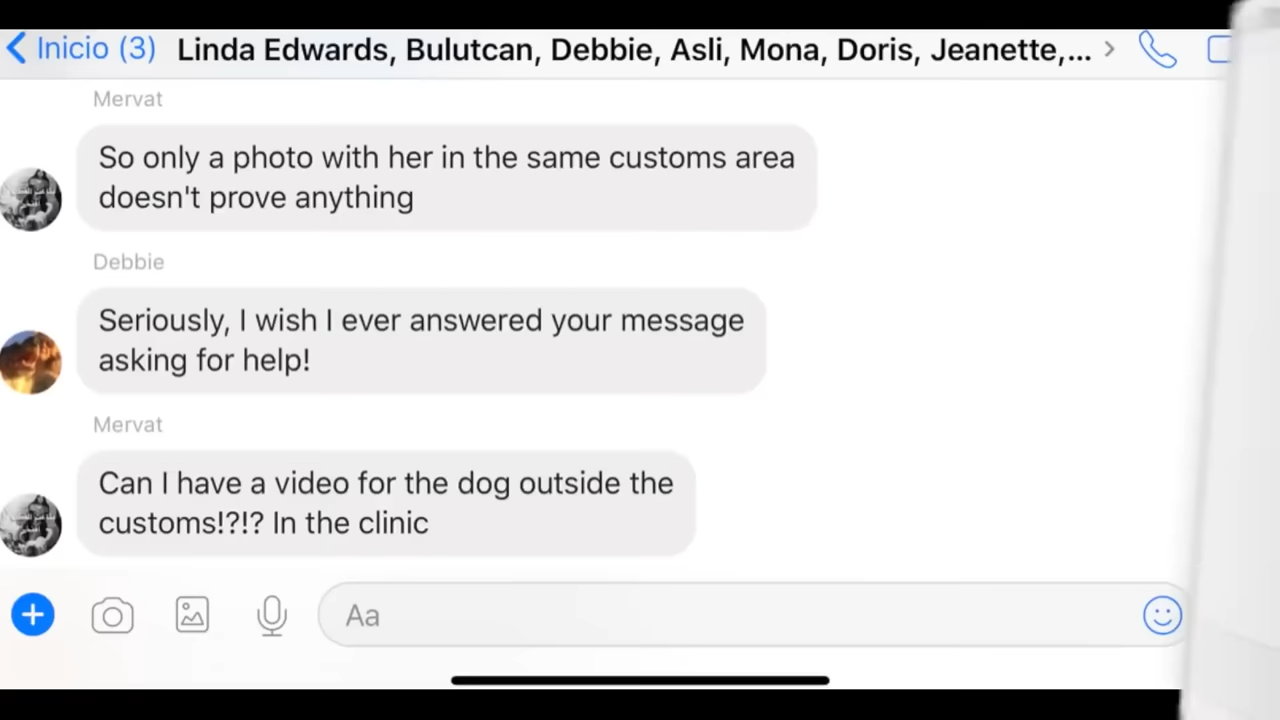 Inicio (3) Linda Edwards, Bulutcan, Debbie, Asli, Mona, Doris, Jeanette,...
Mervat
So only a photo with her in the same customs area
doesn't prove anything
Debbie
Seriously, I wish I ever answered your message
asking for help!
Mervat
Can I have a video for the dog outside the
customs!?!? In the clinic
Aa